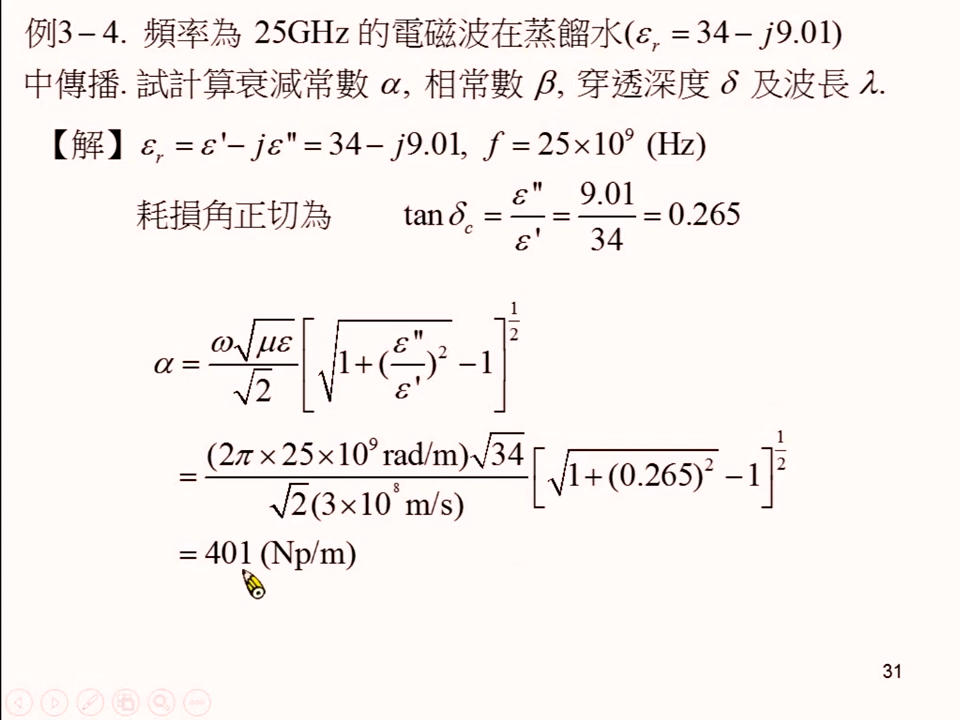 例3－4. 頻率為 25GHz 的電磁波在蒸餾水(εr = 34 − j9.01)
中傳播. 試計算衰減常數 α, 相常數 β, 穿透深度 δ 及波長 λ.
【解】εr = ε' − jε" = 34 − j9.01, f = 25×10⁹ (Hz)
耗損角正切為 tan δc = ε"/ε' = 9.01/34 = 0.265
α = ω√με/√2 [√1+(ε"/ε')² − 1]^1/2
= (2π × 25×10⁹ rad/m)√34 / √2(3×10⁸ m/s) [√1+(0.265)² − 1]^1/2
= 401 (Np/m)
31